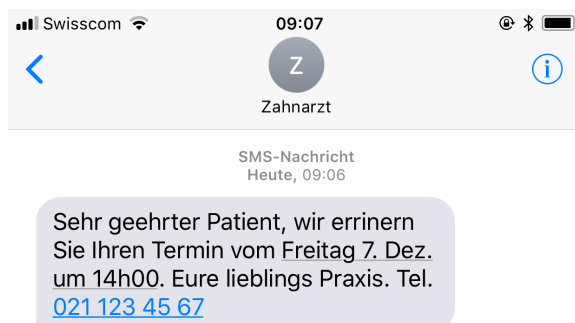 Swisscom 09:07
Z
Zahnarzt
SMS-Nachricht
Heute, 09:06
Sehr geehrter Patient, wir errinern
Sie Ihren Termin vom Freitag 7. Dez.
um 14h00. Eure lieblings Praxis. Tel.
021 123 45 67